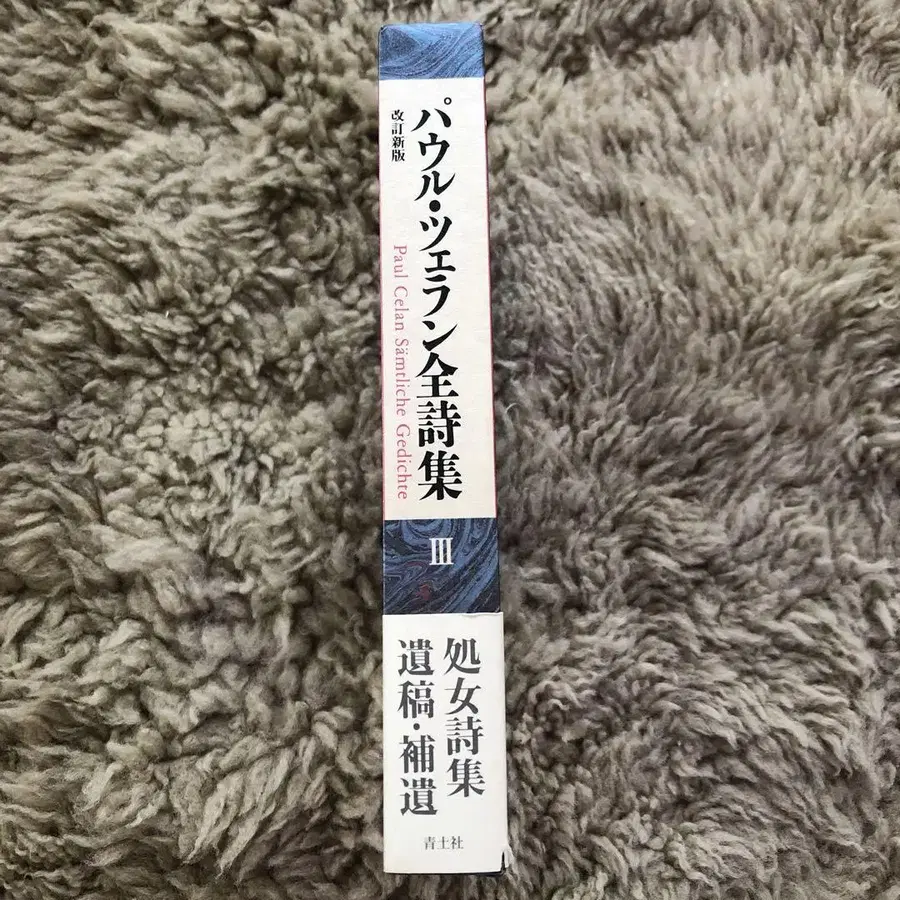 パウル・ツェラン全詩集
改訂新版
Paul Celan Sämtliche Gedichte
III
処女詩集
遺稿・補遺
青土社